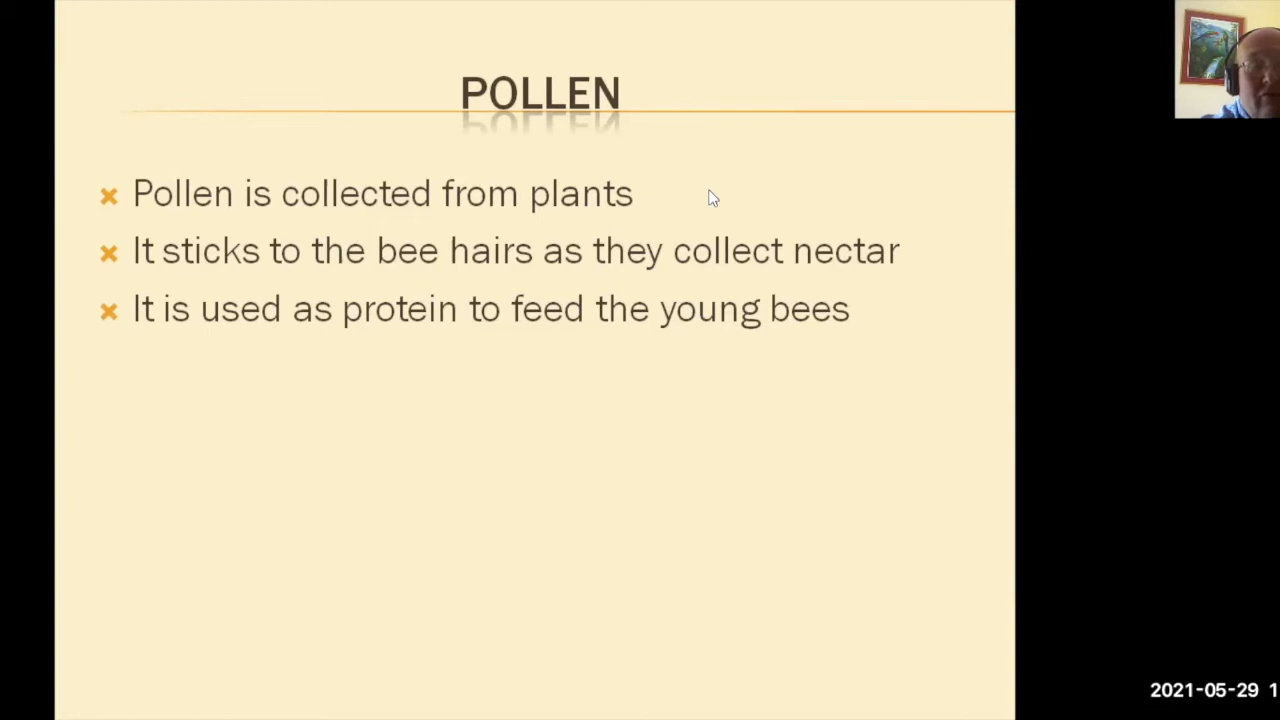 POLLEN
Pollen is collected from plants
It sticks to the bee hairs as they collect nectar
It is used as protein to feed the young bees
2021-05-29 1